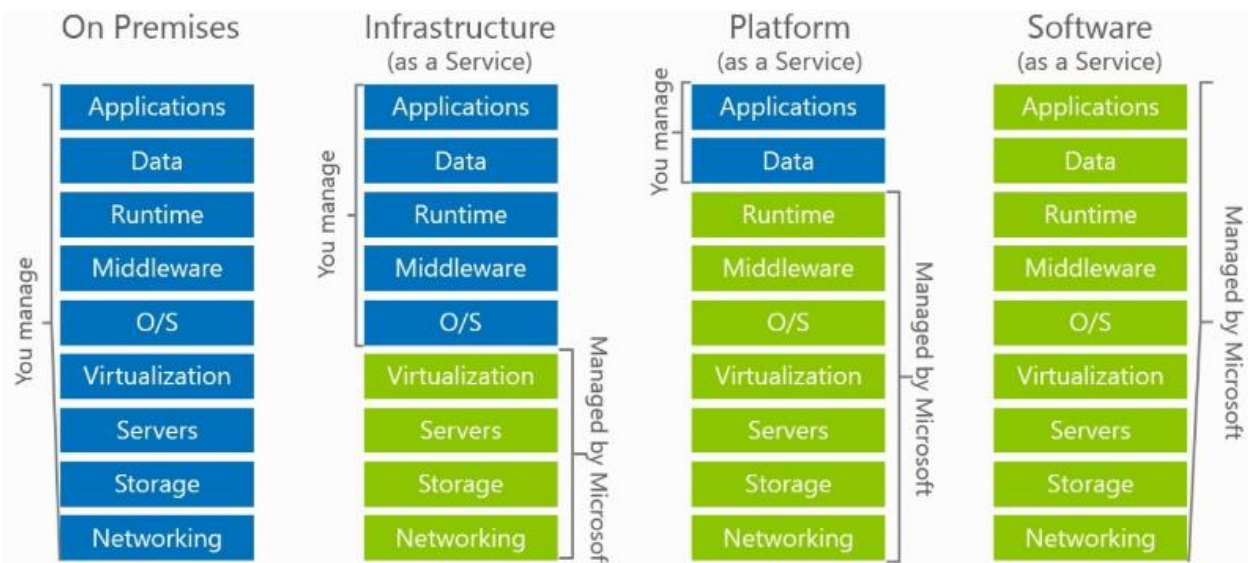 On Premises
You manage
Applications
Data
Runtime
Middleware
O/S
Virtualization
Servers
Storage
Networking
Infrastructure
(as a Service)
You manage
Applications
Data
Runtime
Middleware
O/S
Virtualization
Servers
Storage
Networking
Managed by Microsof
Platform
(as a Service)
You manage
Applications
Data
Runtime
Middleware
O/S
Virtualization
Servers
Storage
Networking
Managed by Microsoft
Software
(as a Service)
Applications
Data
Runtime
Middleware
O/S
Virtualization
Servers
Storage
Networking
Managed by Microsoft